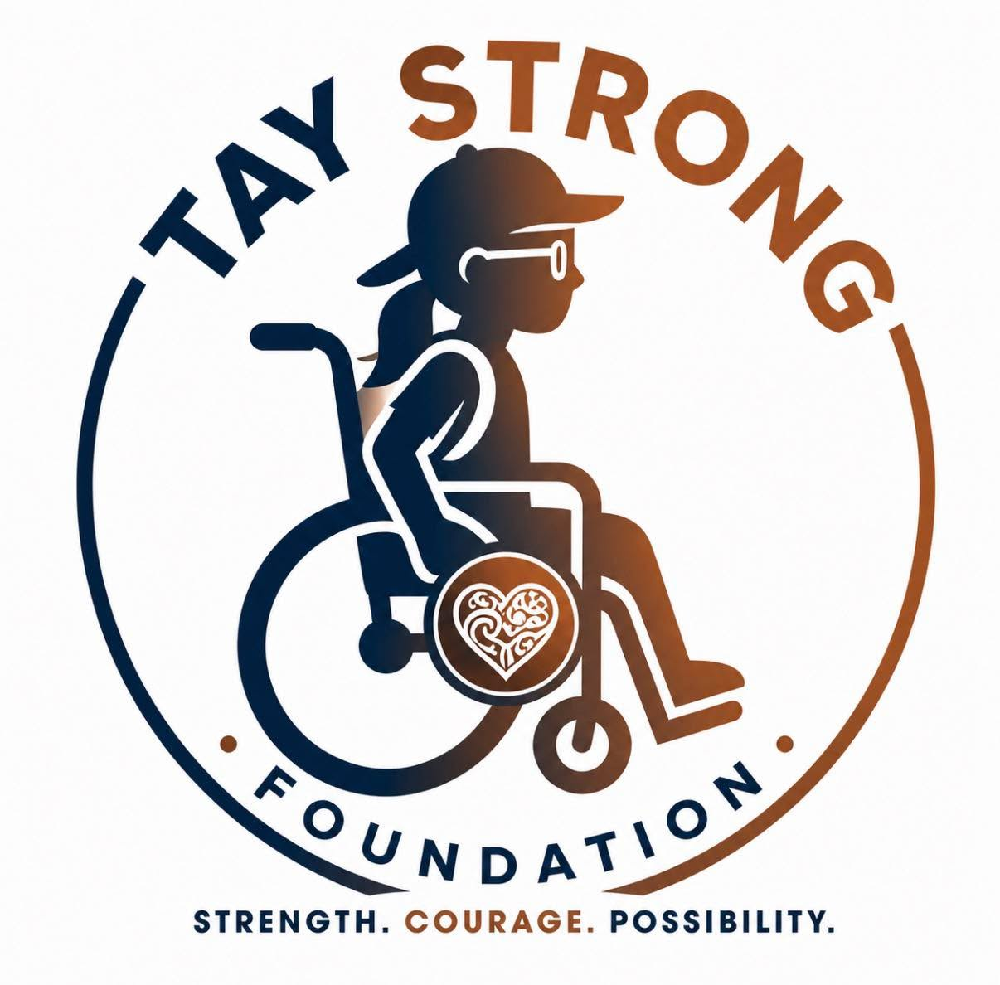 TAY STRONG
• FOUNDATION •
STRENGTH. COURAGE. POSSIBILITY.